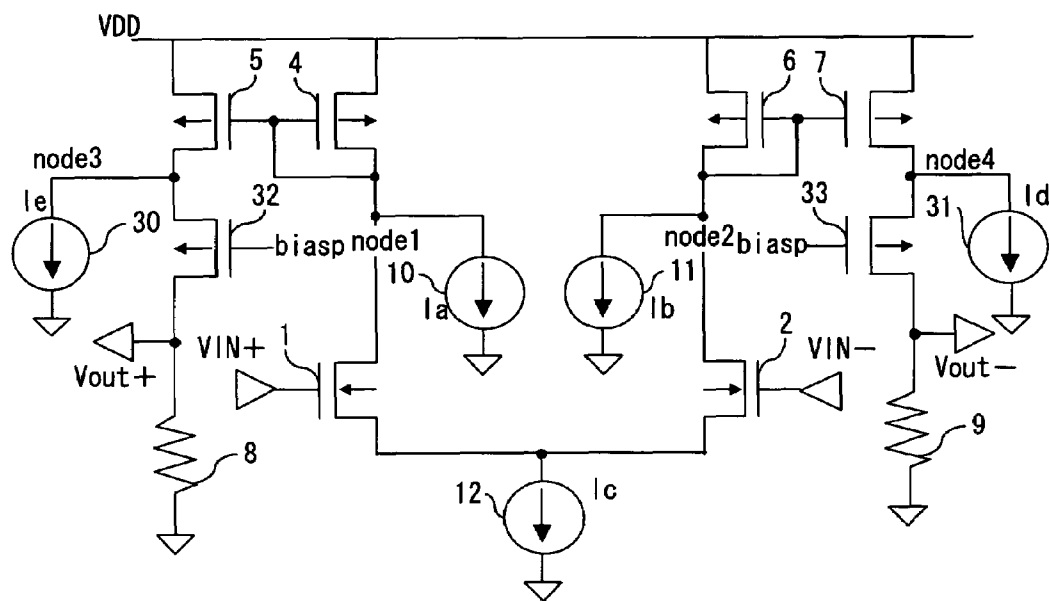 VDD
5 4 6 7
node3 node4
Ie 32 33 Id
30 31
biasp node1 node2 biasp
10 11
Ia Ib
VIN+ 1 2 VIN−
Vout+ Vout−
8 9
12 Ic